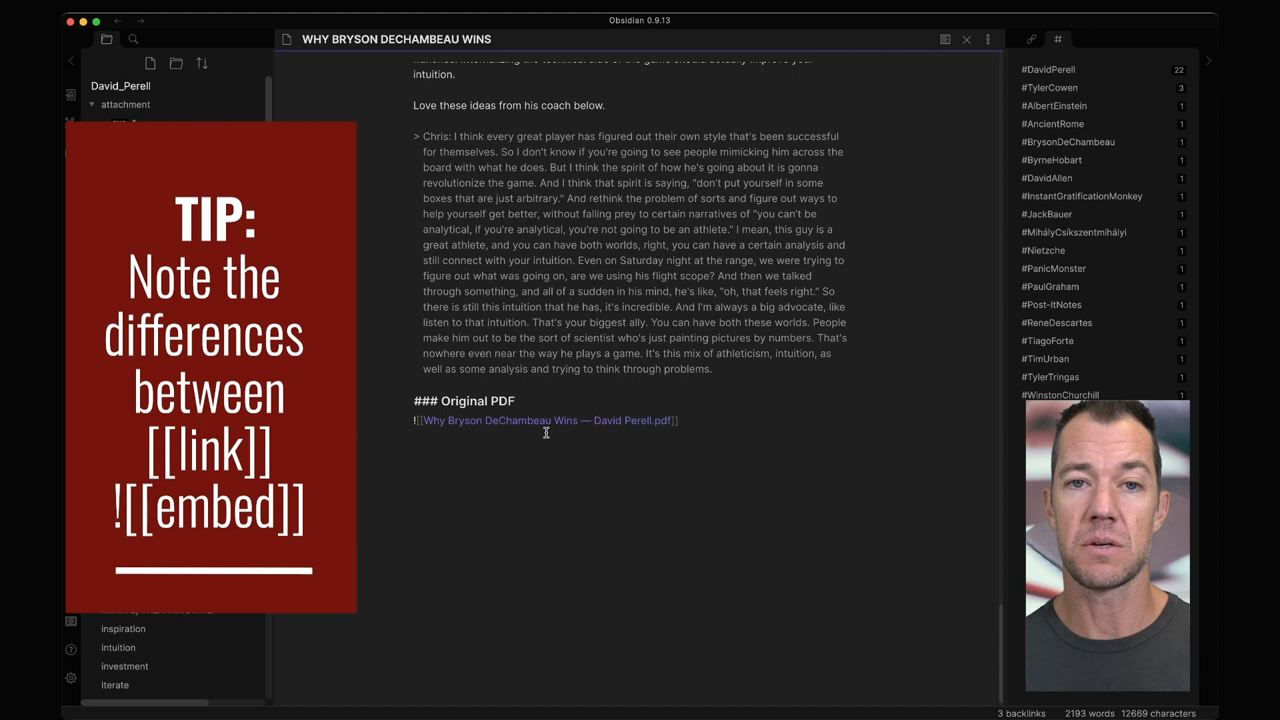 Obsidian 0.9.13
WHY BRYSON DECHAMBEAU WINS
David_Perell
attachment
TIP:
Note the
differences
between
[[link]]
![[embed]]
inspiration
intuition
investment
iterate
intuition.
Love these ideas from his coach below.
> Chris: I think every great player has figured out their own style that's been successful
for themselves. So I don't know if you're going to see people mimicking him across the
board with what he does. But I think the spirit of how he's going about it is gonna
revolutionize the game. And I think that spirit is saying, "don't put yourself in some
boxes that are just arbitrary." And rethink the problem of sorts and figure out ways to
help yourself get better, without falling prey to certain narratives of "you can't be
analytical, if you're analytical, you're not going to be an athlete." I mean, this guy is a
great athlete, and you can have both worlds, right, you can have a certain analysis and
still connect with your intuition. Even on Saturday night at the range, we were trying to
figure out what was going on, are we using his flight scope? And then we talked
through something, and all of a sudden in his mind, he's like, "oh, that feels right." So
there is still this intuition that he has, it's incredible. And I'm always a big advocate, like
listen to that intuition. That's your biggest ally. You can have both these worlds. People
make him out to be the sort of scientist who's just painting pictures by numbers. That's
nowhere even near the way he plays a game. It's this mix of athleticism, intuition, as
well as some analysis and trying to think through problems.
### Original PDF
![[Why Bryson DeChambeau Wins — David Perell.pdf]]
#DavidPerell 22
#TylerCowen 3
#AlbertEinstein 1
#AncientRome 1
#BrysonDeChambeau 1
#ByrneHobart 1
#DavidAllen 1
#InstantGratificationMonkey 1
#JackBauer 1
#MihályCsíkszentmihályi 1
#Nietzche 1
#PanicMonster 1
#PaulGraham 1
#Post-ItNotes 1
#ReneDescartes 1
#TiagoForte 1
#TimUrban 1
#TylerTringas 1
#WinstonChurchill 1
3 backlinks 2193 words 12669 characters